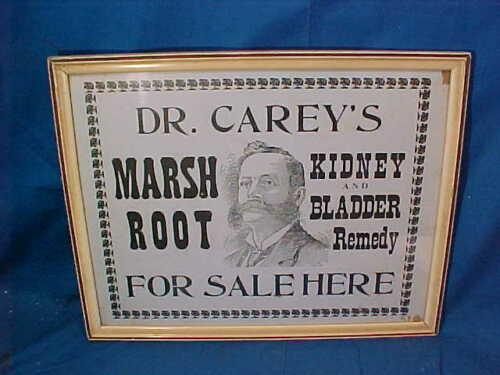 DR. CAREY'S
MARSH
ROOT
KIDNEY
AND
BLADDER
Remedy
FOR SALE HERE